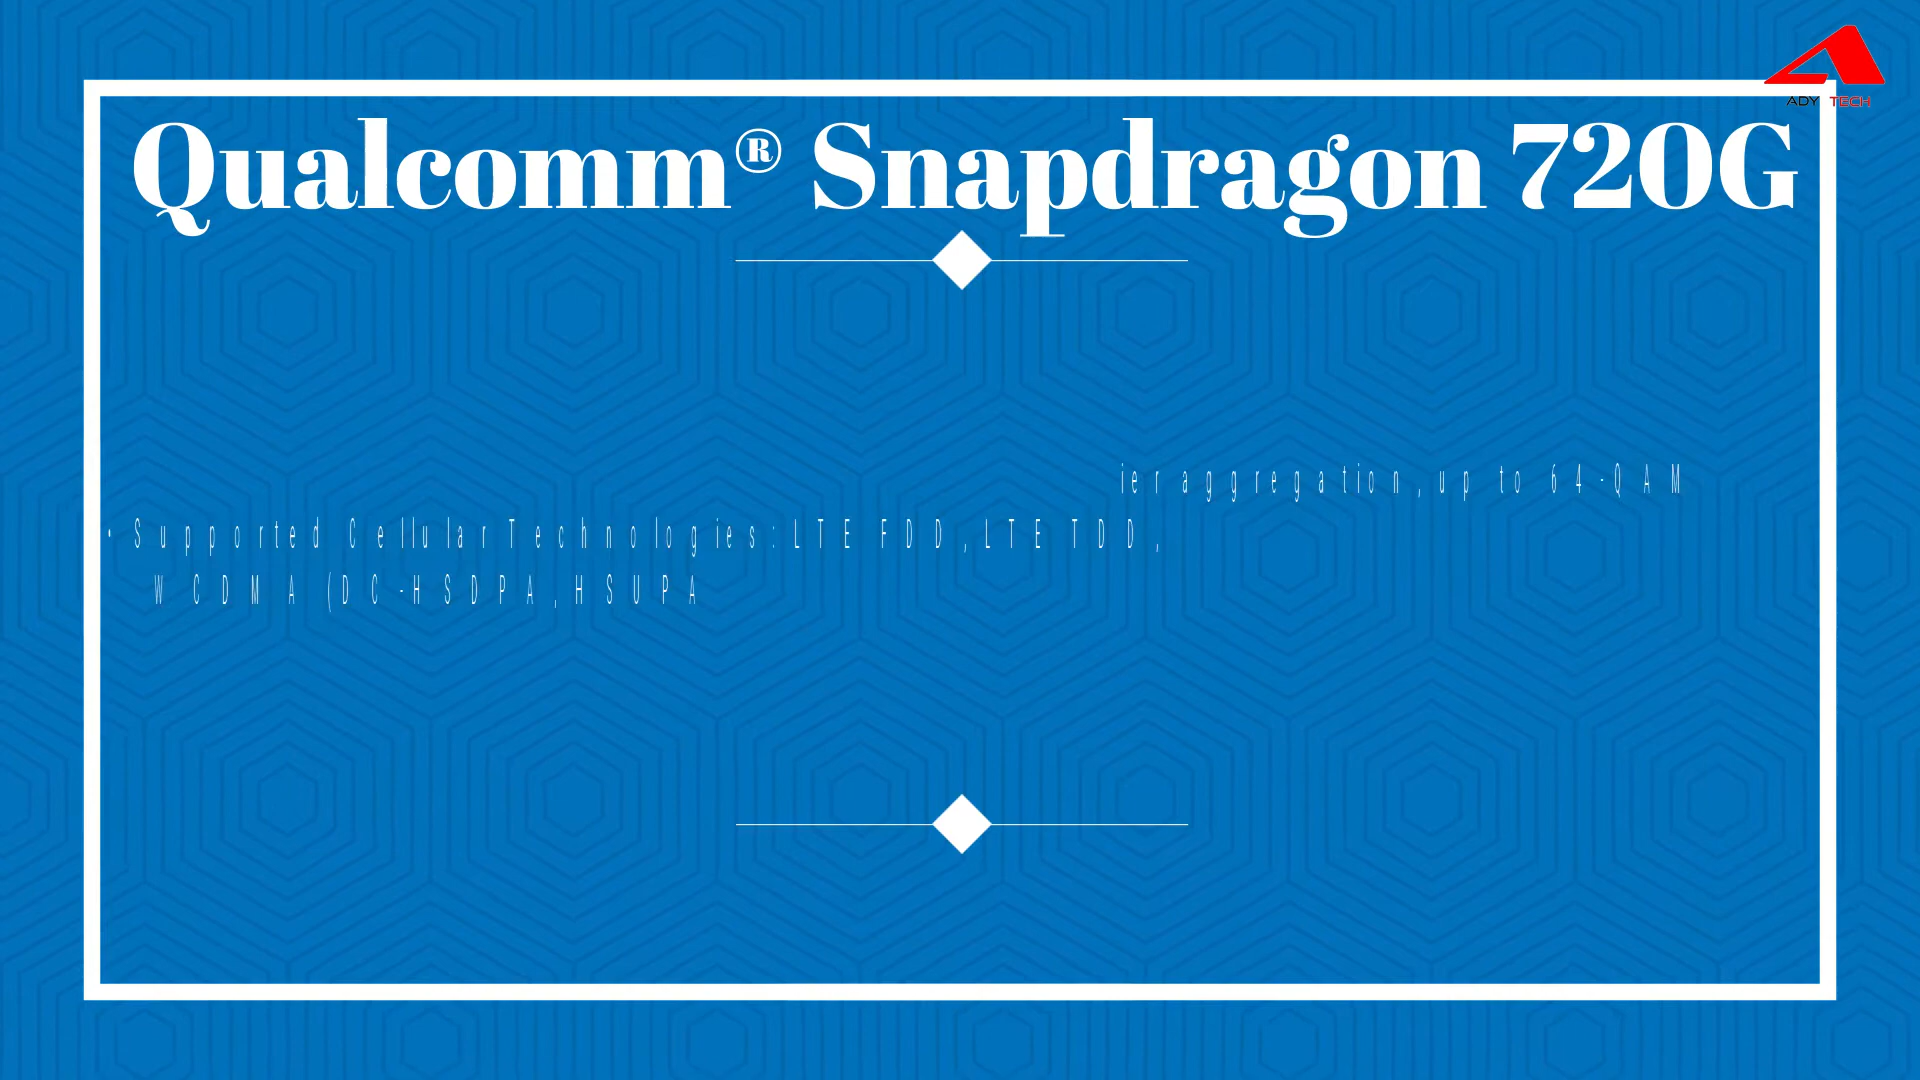 ADY TECH
Qualcomm® Snapdragon 720G
ier aggregation, up to 64-QAM
• Supported Cellular Technologies: LTE FDD, LTE TDD,
WCDMA (DC-HSDPA, HSUPA